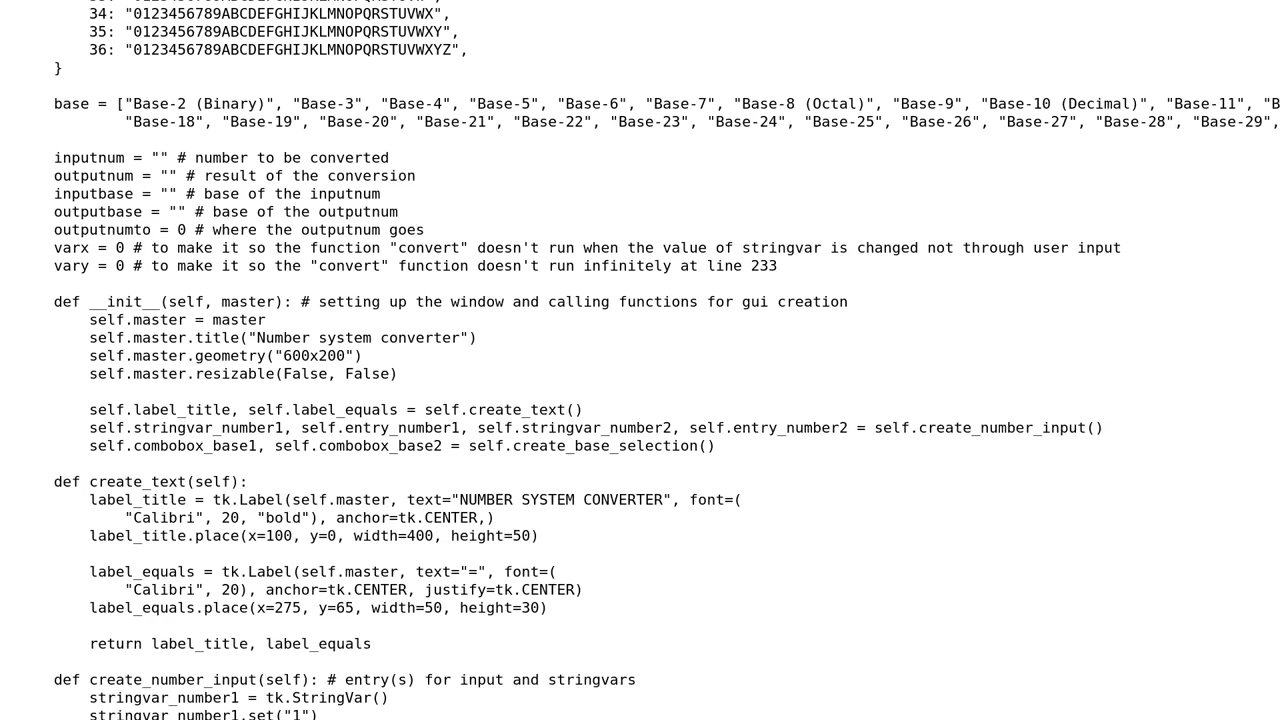 34: "0123456789ABCDEFGHIJKLMNOPQRSTUVWX",
35: "0123456789ABCDEFGHIJKLMNOPQRSTUVWXY",
36: "0123456789ABCDEFGHIJKLMNOPQRSTUVWXYZ",
}
base = ["Base-2 (Binary)", "Base-3", "Base-4", "Base-5", "Base-6", "Base-7", "Base-8 (Octal)", "Base-9", "Base-10 (Decimal)", "Base-11", "B
"Base-18", "Base-19", "Base-20", "Base-21", "Base-22", "Base-23", "Base-24", "Base-25", "Base-26", "Base-27", "Base-28", "Base-29",
inputnum = "" # number to be converted
outputnum = "" # result of the conversion
inputbase = "" # base of the inputnum
outputbase = "" # base of the outputnum
outputnumto = 0 # where the outputnum goes
varx = 0 # to make it so the function "convert" doesn't run when the value of stringvar is changed not through user input
vary = 0 # to make it so the "convert" function doesn't run infinitely at line 233
def __init__(self, master): # setting up the window and calling functions for gui creation
self.master = master
self.master.title("Number system converter")
self.master.geometry("600x200")
self.master.resizable(False, False)
self.label_title, self.label_equals = self.create_text()
self.stringvar_number1, self.entry_number1, self.stringvar_number2, self.entry_number2 = self.create_number_input()
self.combobox_base1, self.combobox_base2 = self.create_base_selection()
def create_text(self):
label_title = tk.Label(self.master, text="NUMBER SYSTEM CONVERTER", font=(
"Calibri", 20, "bold"), anchor=tk.CENTER,)
label_title.place(x=100, y=0, width=400, height=50)
label_equals = tk.Label(self.master, text="=", font=(
"Calibri", 20), anchor=tk.CENTER, justify=tk.CENTER)
label_equals.place(x=275, y=65, width=50, height=30)
return label_title, label_equals
def create_number_input(self): # entry(s) for input and stringvars
stringvar_number1 = tk.StringVar()
stringvar_number1.set("1")